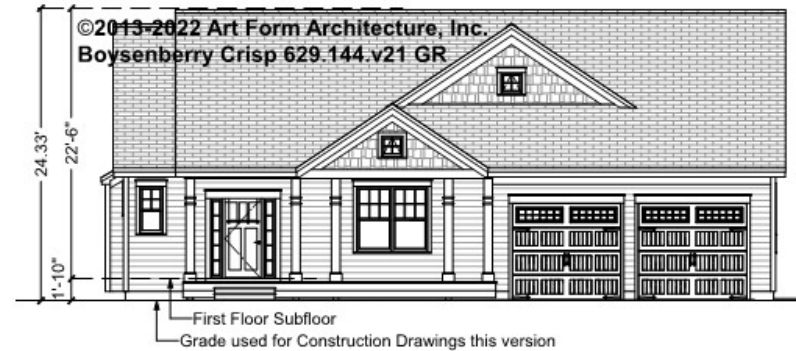 ©2013-2022 Art Form Architecture, Inc.
Boysenberry Crisp 629.144.v21 GR
24.33'
22'-6"
1'-10"
First Floor Subfloor
Grade used for Construction Drawings this version